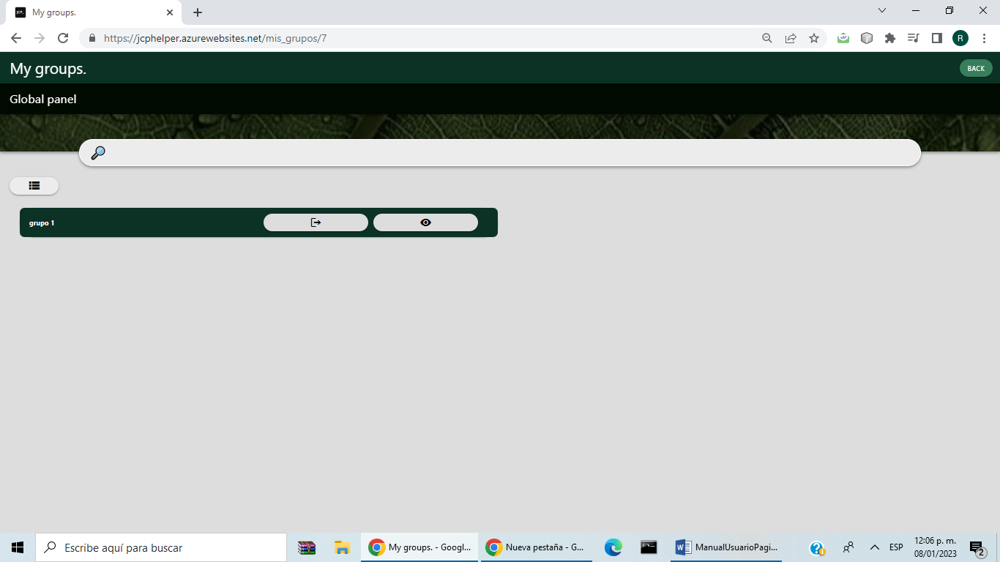 My groups.
https://jcphelper.azurewebsites.net/mis_grupos/7
R
My groups.
BACK
Global panel
grupo 1
Escribe aquí para buscar
My groups. - Googl...
Nueva pestaña - G...
ManualUsuarioPagi...
ESP
12:06 p. m.
08/01/2023
2